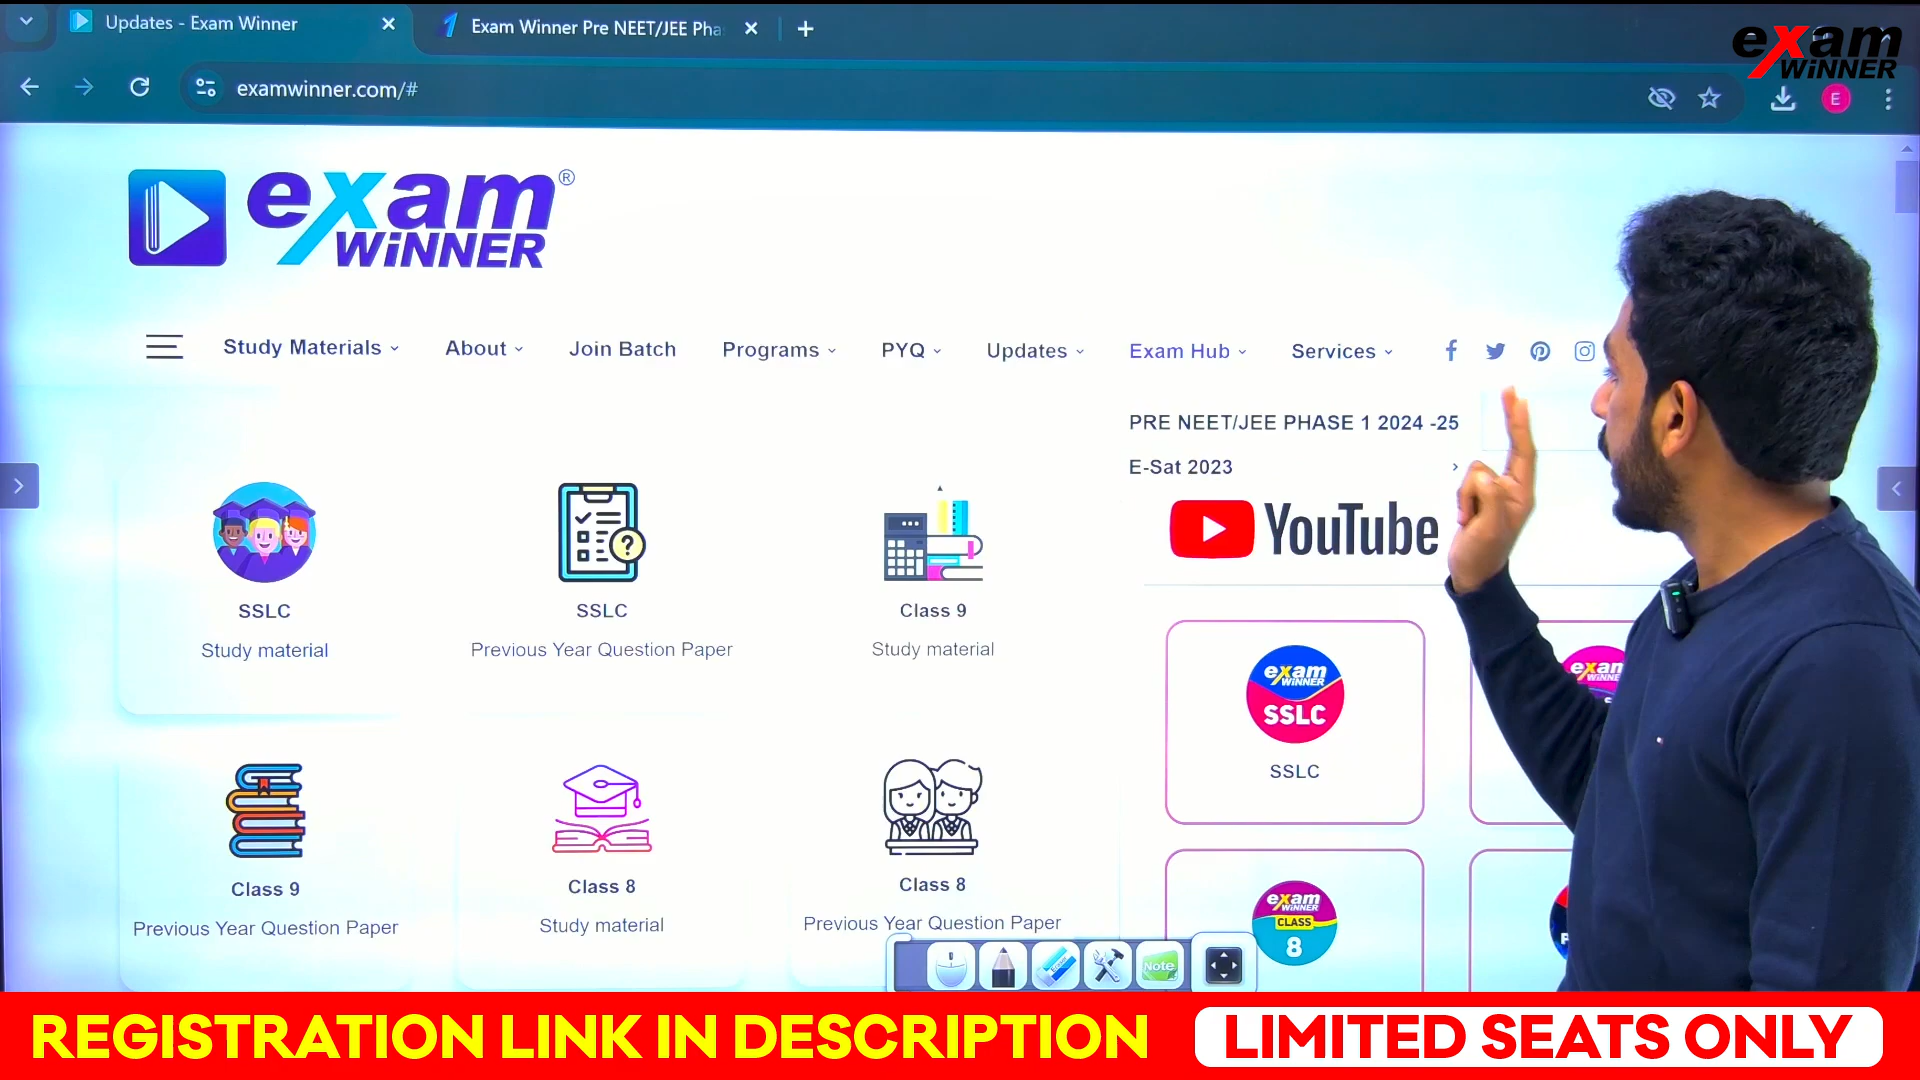 Updates - Exam Winner
Exam Winner Pre NEET/JEE Pha
exam
WiNNER
examwinner.com/#
E
exam®
WiNNER
Study Materials
About
Join Batch
Programs
PYQ
Updates
Exam Hub
Services
PRE NEET/JEE PHASE 1 2024 -25
E-Sat 2023
YouTube
SSLC
Study material
SSLC
Previous Year Question Paper
Class 9
Study material
exam
WiNNER
SSLC
SSLC
exam
Class 9
Previous Year Question Paper
Class 8
Study material
Class 8
Previous Year Question Paper
exam
WiNNER
CLASS
8
Note
REGISTRATION LINK IN DESCRIPTION
LIMITED SEATS ONLY